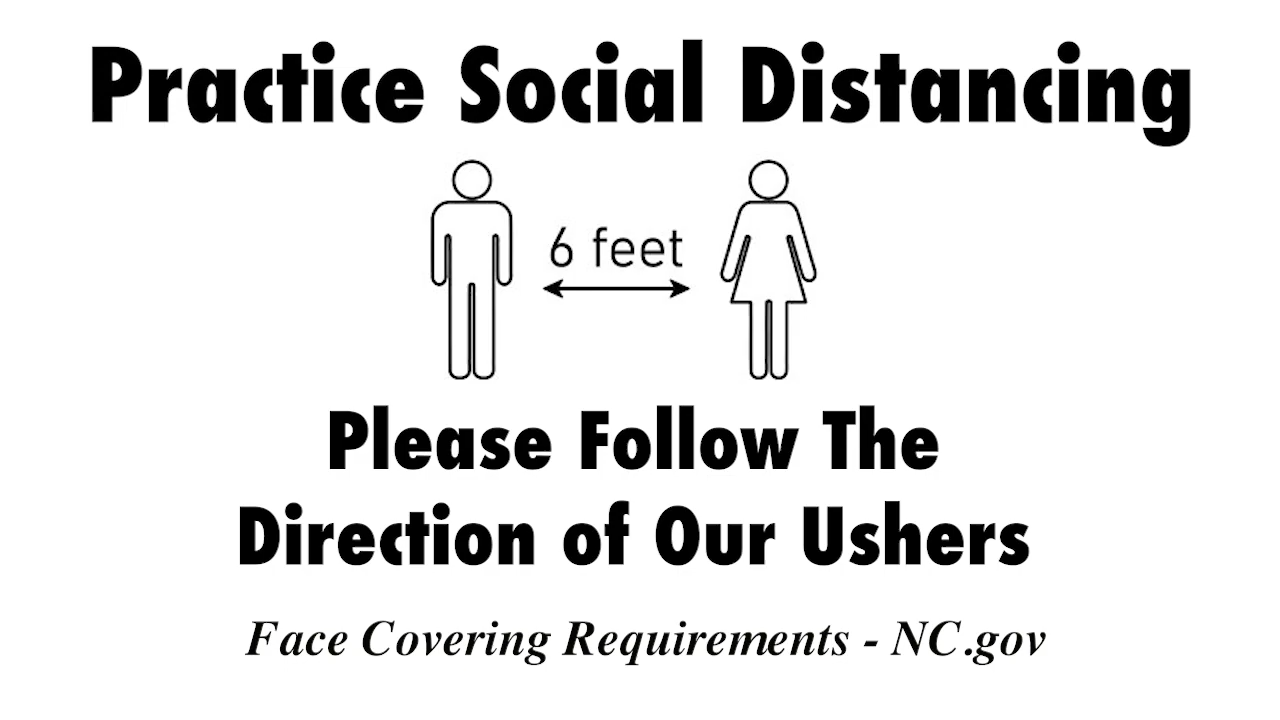 Practice Social Distancing
6 feet
Please Follow The
Direction of Our Ushers
Face Covering Requirements - NC.gov